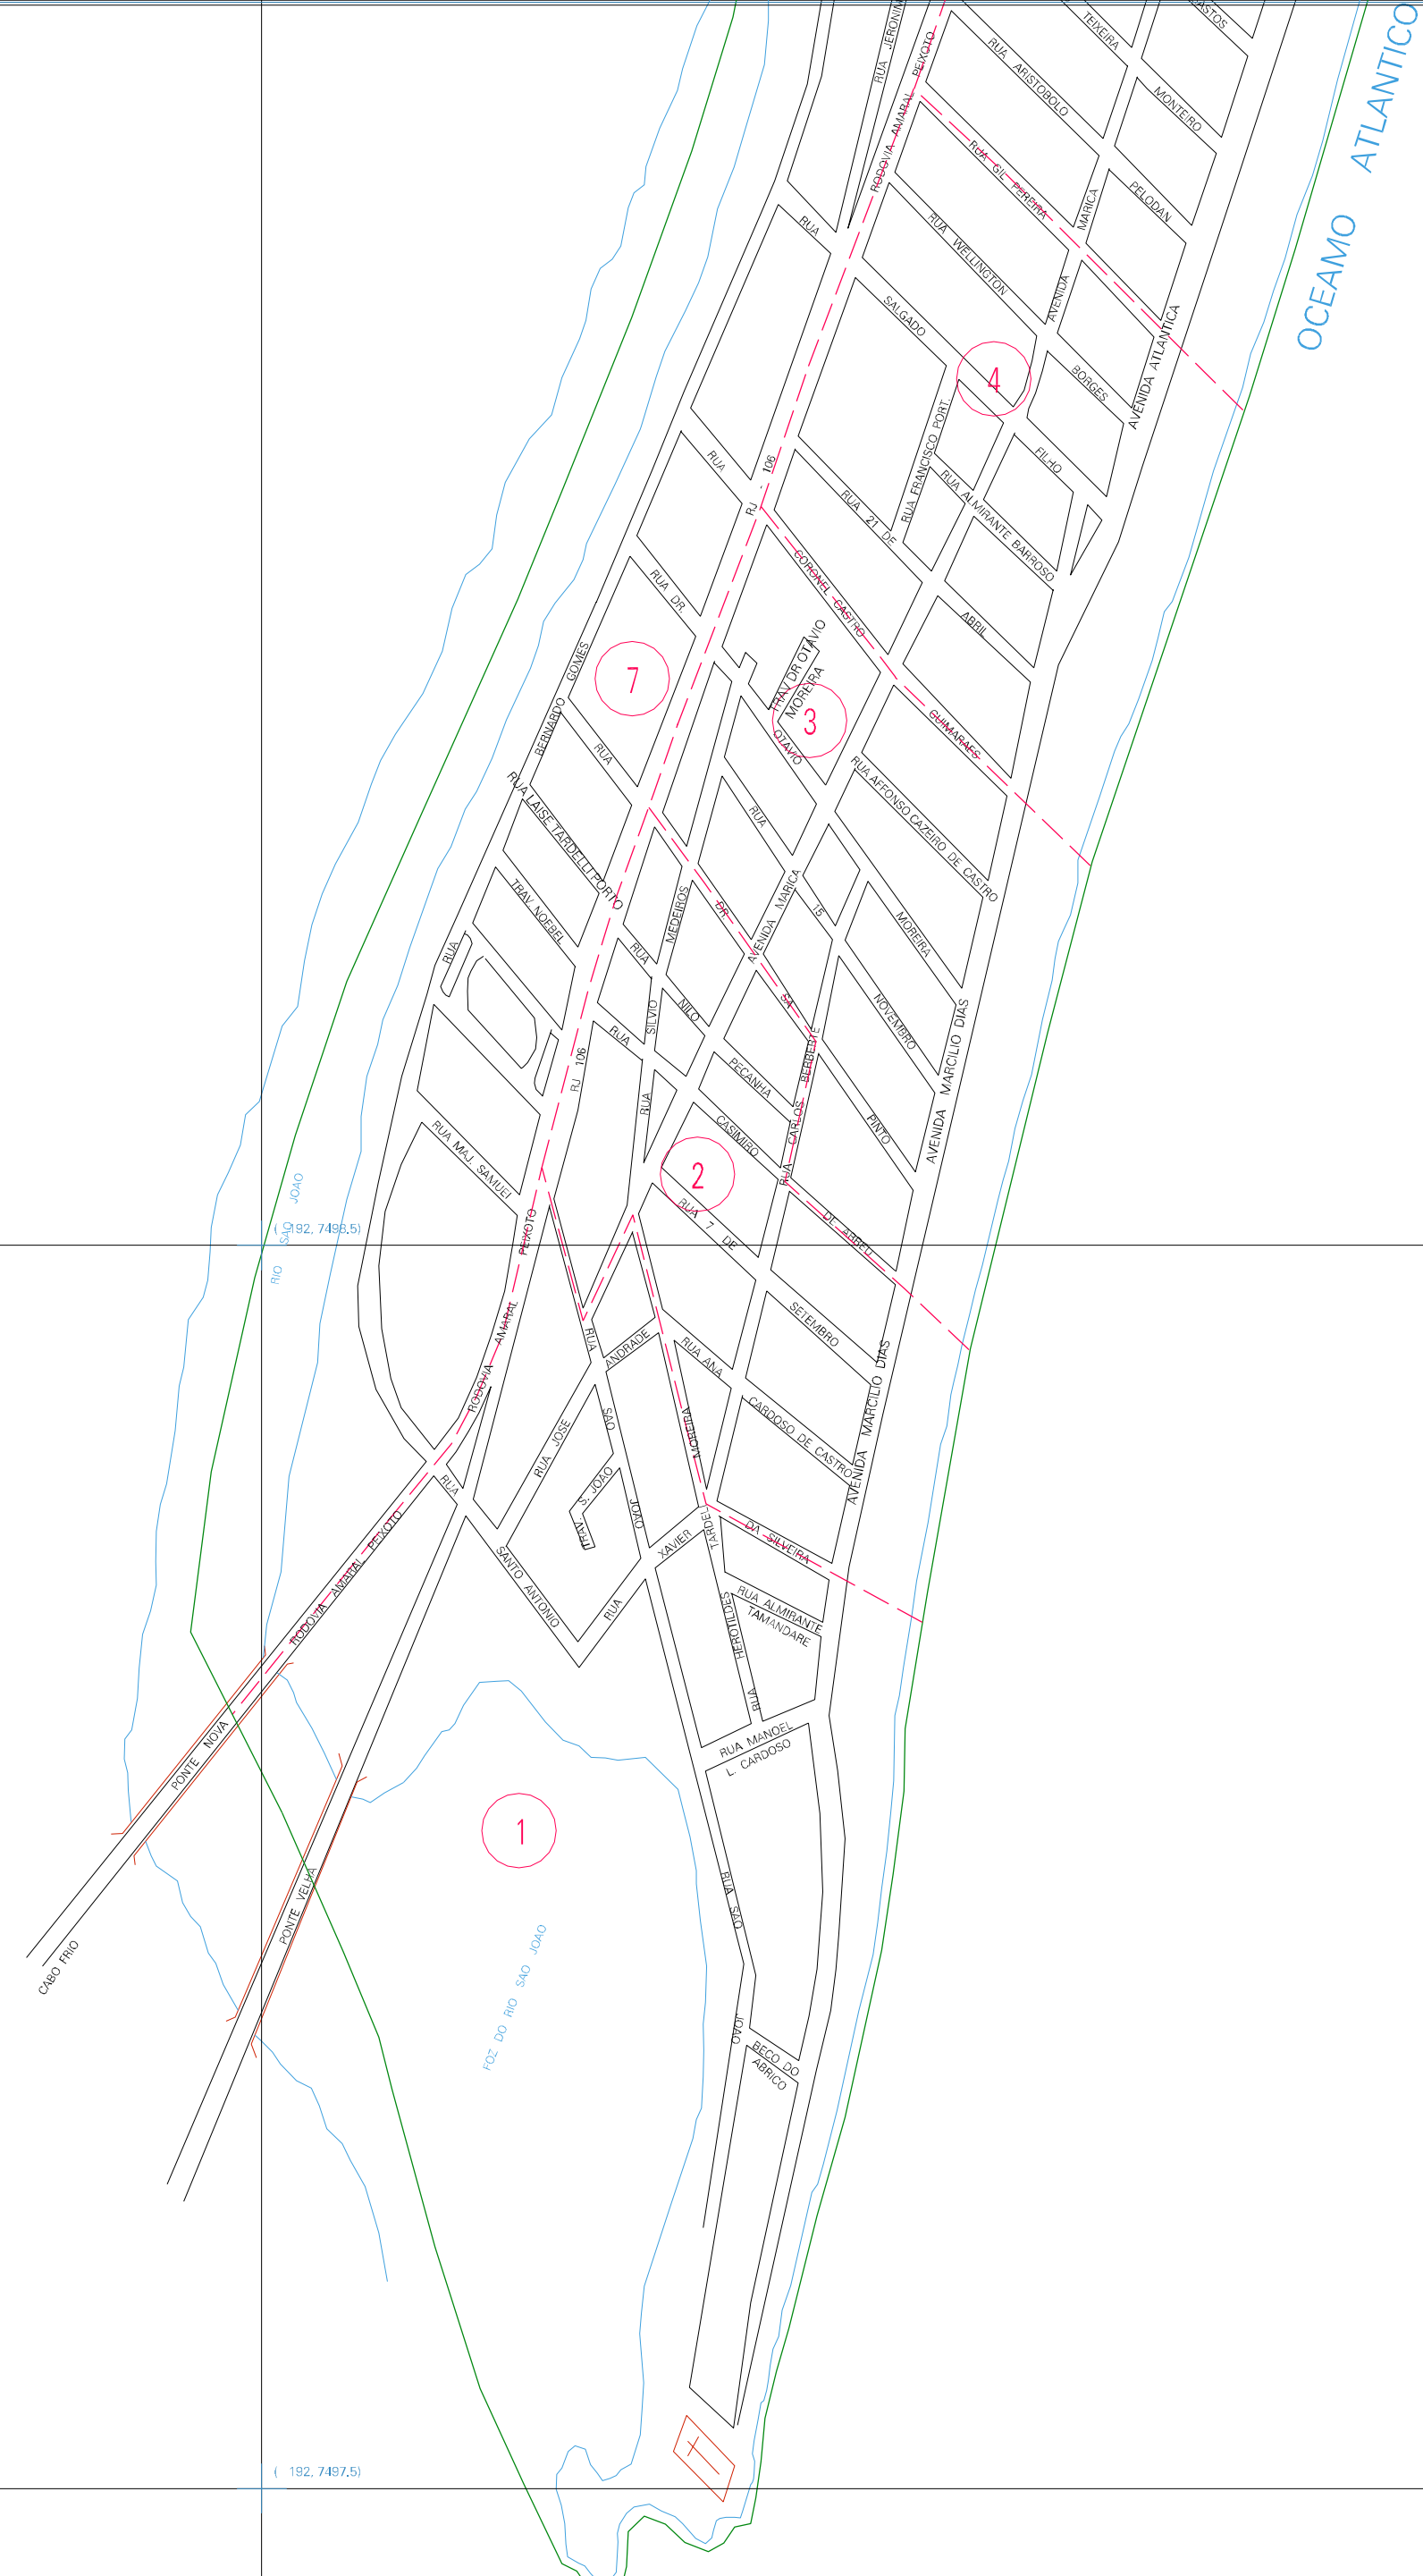 BASTOS
TEIXEIRA
OCEAMO ATLANTICO
RUA JERONIM
RODOVIA AMARAL PEIXOTO
RUA ARISTOBOLO
MONTEIRO
RUA GIL PEREIRA
PELODAN
AVENIDA MARICA
RUA
RUA WELLINGTON
SALGADO
BORGES
AVENIDA ATLANTICA
4
RUA
RJ - 106
RUA FRANCISCO PORT.
FILHO
RUA ALMIRANTE BARROSO
RUA 21 DE
ABRIL
RUA DR.
CORONEL CASTRO
GUIMARAES
BERNARDO GOMES
7
TRAV DR OTAVIO
MOREIRA
3
OTAVIO
RUA
RUA AFFONSO CAZEIRO DE CASTRO
RUA LAISE TARDELLI PORTO
RUA
MOREIRA
TRAV. NOEBEL
MEDEIROS
DR.
AVENIDA MARICA
15
RUA
RUA
SILVIO
NILO
SA
NOVEMBRO
RUA
RJ 106
RUA
PECANHA
RUA CARLOS BERBERTE
AVENIDA MARCILIO DIAS
RUA MAJ. SAMUEL
CASIMIRO
PINTO
2
RUA 7 DE
DE ABREU
RIO SAO JOAO
( 192, 7498.5)
RODOVIA AMARAL PEIXOTO
RUA
ANDRADE
RUA ANA
SETEMBRO
AVENIDA MARCILIO DIAS
CARDOSO DE CASTRO
RUA JOSE
SAO
MOREIRA
RUA
TRAV. S. JOAO
JOAO
TARDELI
XAVIER
DA SILVEIRA
SANTO ANTONIO
RODOVIA AMARAL PEIXOTO
RUA
HEROTILDES
RUA ALMIRANTE
TAMANDARE
RUA
PONTE NOVA
RUA MANOEL
L. CARDOSO
1
PONTE VELHA
RUA SAO
CABO FRIO
FOZ DO RIO SAO JOAO
JOAO
BECO DO
ABRICO
( 192, 7497.5)